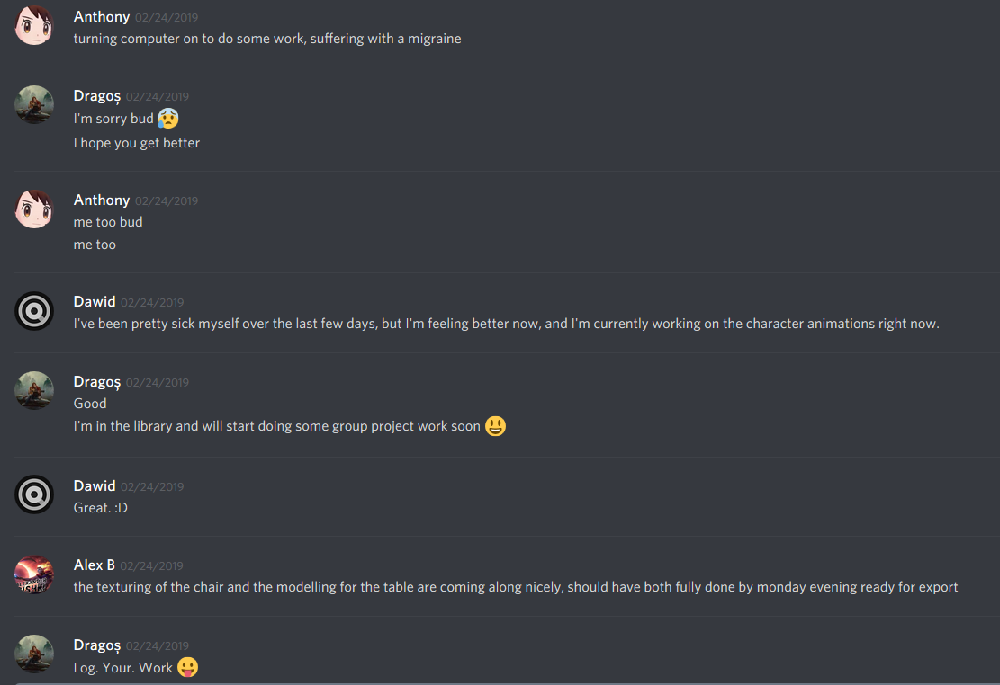 Anthony 02/24/2019
turning computer on to do some work, suffering with a migraine
Dragoș 02/24/2019
I'm sorry bud 😰
I hope you get better
Anthony 02/24/2019
me too bud
me too
Dawid 02/24/2019
I've been pretty sick myself over the last few days, but I'm feeling better now, and I'm currently working on the character animations right now.
Dragoș 02/24/2019
Good
I'm in the library and will start doing some group project work soon 😃
Dawid 02/24/2019
Great. :D
Alex B 02/24/2019
the texturing of the chair and the modelling for the table are coming along nicely, should have both fully done by monday evening ready for export
Dragoș 02/24/2019
Log. Your. Work 😛